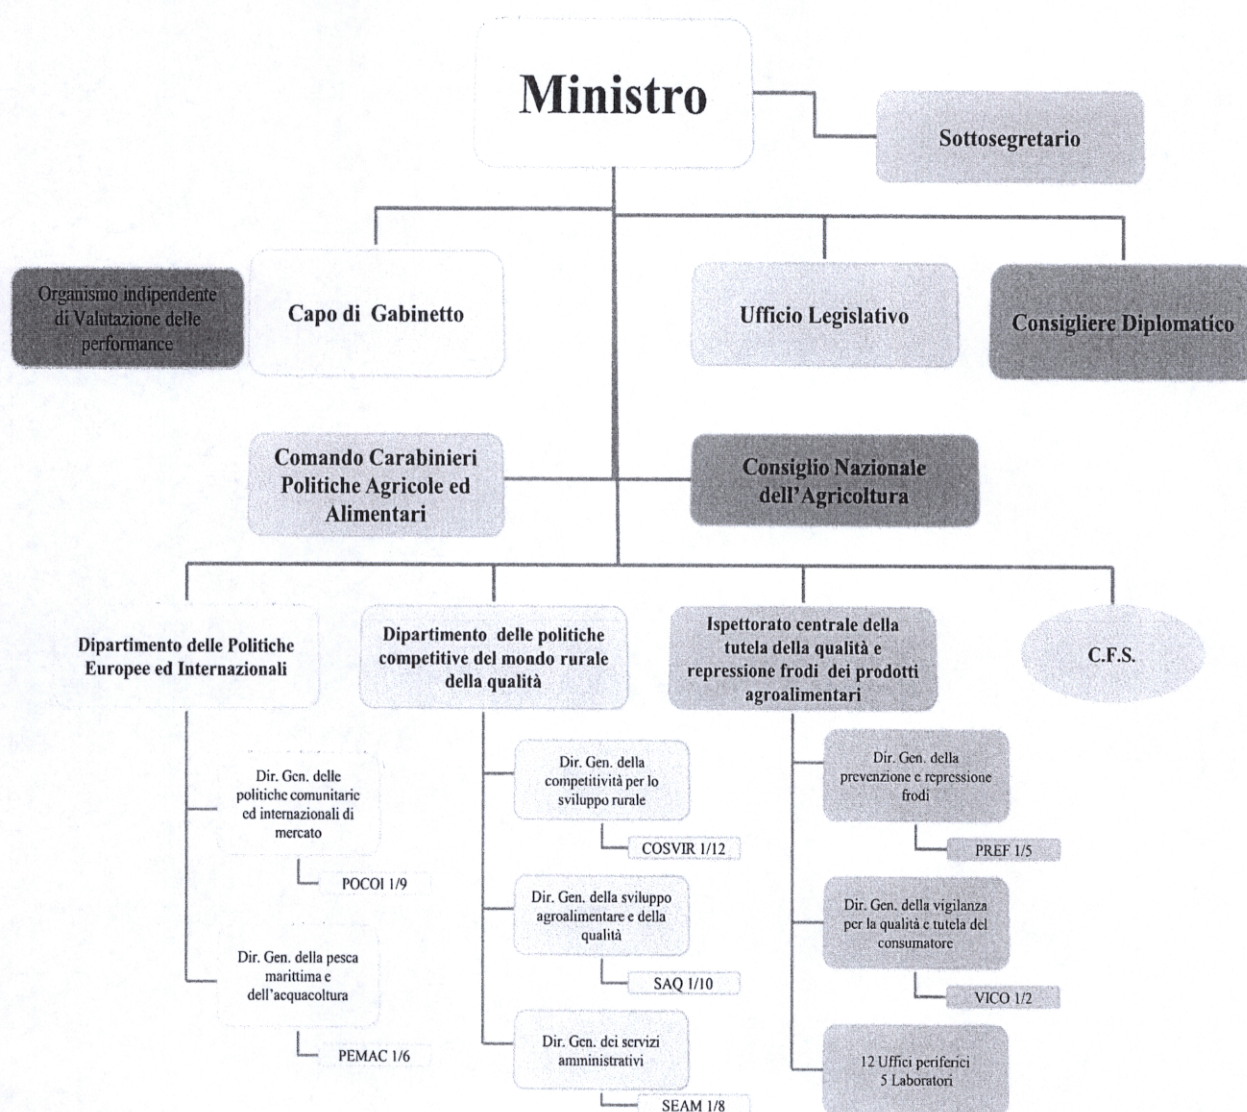 Ministro
Sottosegretario
Organismo indipendente
di Valutazione delle
performance
Capo di Gabinetto
Ufficio Legislativo
Consigliere Diplomatico
Comando Carabinieri
Politiche Agricole ed
Alimentari
Consiglio Nazionale
dell'Agricoltura
Dipartimento delle Politiche
Europee ed Internazionali
Dipartimento delle politiche
competitive del mondo rurale
della qualità
Ispettorato centrale della
tutela della qualità e
repressione frodi dei prodotti
agroalimentari
C.F.S.
Dir. Gen. delle
politiche comunitarie
ed internazionali di
mercato
POCOI 1/9
Dir. Gen. della pesca
marittima e
dell'acquacoltura
PEMAC 1/6
Dir. Gen. della
competitività per lo
sviluppo rurale
COSVIR 1/12
Dir. Gen. della sviluppo
agroalimentare e della
qualità
SAQ 1/10
Dir. Gen. dei servizi
amministrativi
SEAM 1/8
Dir. Gen. della
prevenzione e repressione
frodi
PREF 1/5
Dir. Gen. della vigilanza
per la qualità e tutela del
consumatore
VICO 1/2
12 Uffici periferici
5 Laboratori